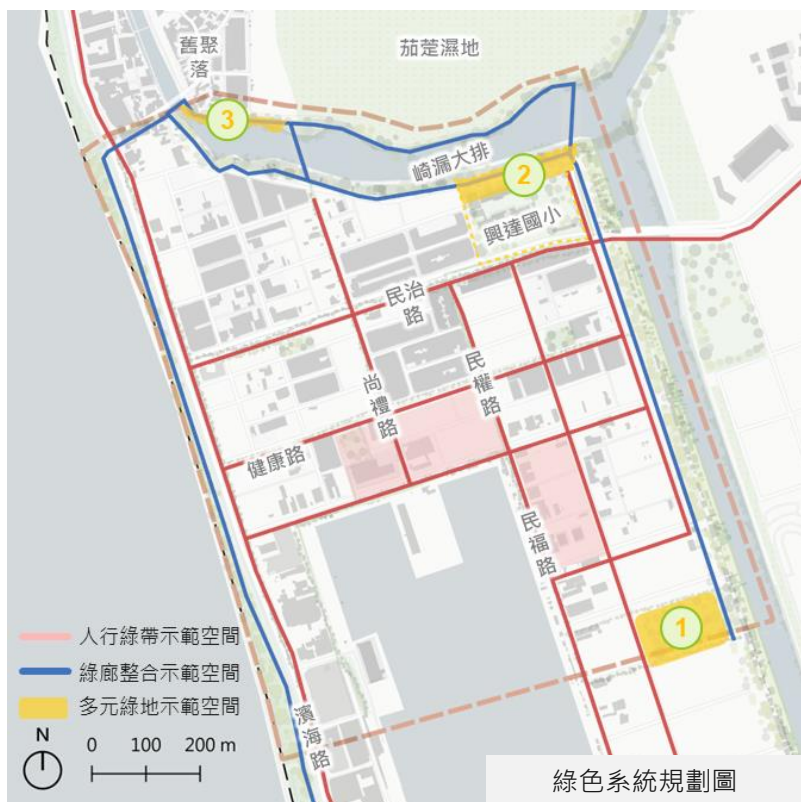 舊聚
落
茄萣濕地
3
崎漏大排
2
興達國小
民治
路
尚禮路
民權路
健康路
民福路
1
濱海路
人行綠帶示範空間
綠廊整合示範空間
多元綠地示範空間
N
0 100 200 m
綠色系統規劃圖